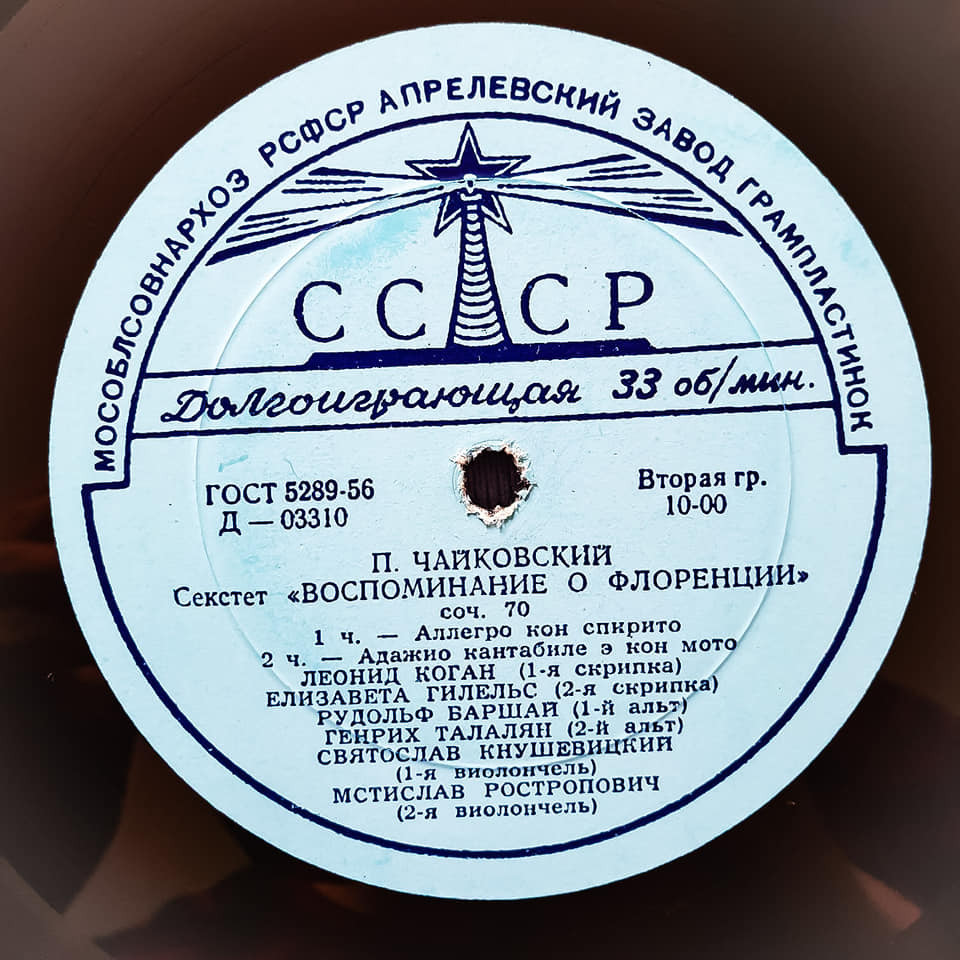 МОСОБЛСОВНАРХОЗ РСФСР АПРЕЛЕВСКИЙ ЗАВОД ГРАМПЛАСТИНОК
СССР
Долгоиграющая 33 об/мин.
ГОСТ 5289-56
Д — 03310
Вторая гр.
10-00
П. ЧАЙКОВСКИЙ
Секстет «ВОСПОМИНАНИЕ О ФЛОРЕНЦИИ»
соч. 70
1 ч. — Аллегро кон спирито
2 ч. — Адажио кантабиле э кон мото
ЛЕОНИД КОГАН (1-я скрипка)
ЕЛИЗАВЕТА ГИЛЕЛЬС (2-я скрипка)
РУДОЛЬФ БАРШАЙ (1-й альт)
ГЕНРИХ ТАЛАЛЯН (2-й альт)
СВЯТОСЛАВ КНУШЕВИЦКИЙ
(1-я виолончель)
МСТИСЛАВ РОСТРОПОВИЧ
(2-я виолончель)